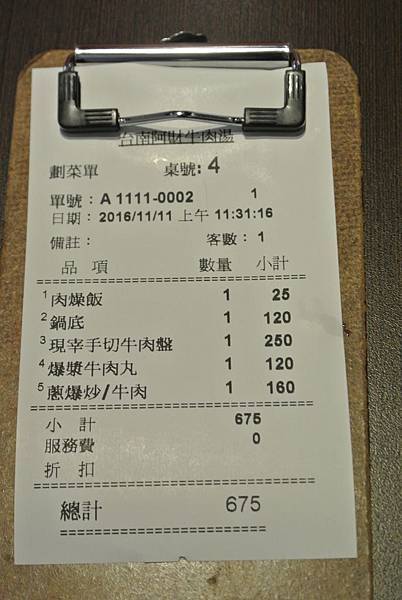 台南阿財牛肉湯
劃菜單 桌號: 4
單號：A 1111-0002 1
日期：2016/11/11 上午 11:31:16
備註： 客數：1
品 項 數量 小計
1 肉燥飯 1 25
2 鍋底 1 120
3 現宰手切牛肉盤 1 250
4 爆漿牛肉丸 1 120
5 蔥爆炒/牛肉 1 160
小 計 675
服務費 0
折 扣
總計 675